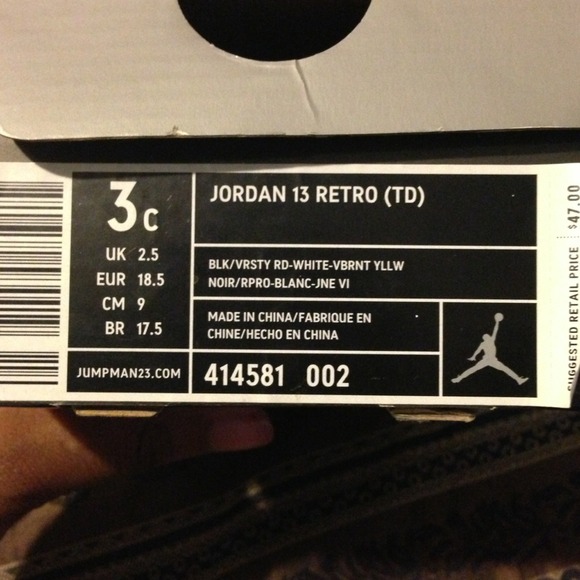 3c
UK 2.5
EUR 18.5
CM 9
BR 17.5
JUMPMAN23.COM
JORDAN 13 RETRO (TD)
BLK/VRSTY RD-WHITE-VBRNT YLLW
NOIR/RPRO-BLANC-JNE VI
MADE IN CHINA/FABRIQUE EN
CHINE/HECHO EN CHINA
414581 002
SUGGESTED RETAIL PRICE $47.00